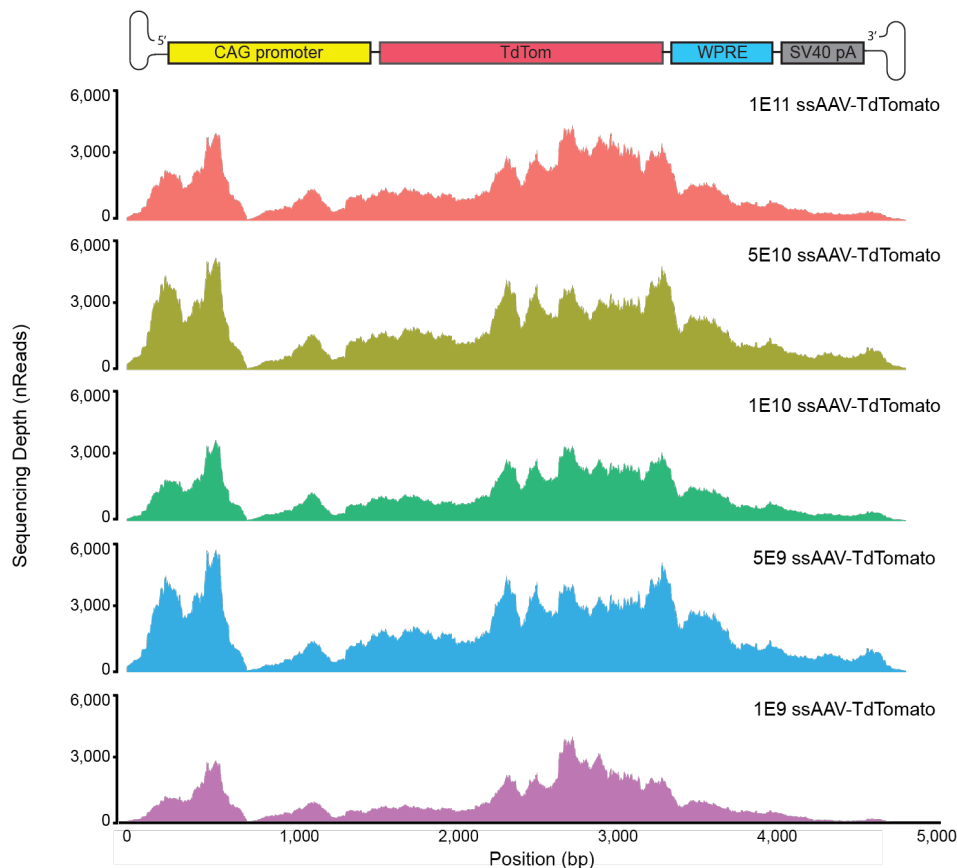 5' 3'
CAG promoter TdTom WPRE SV40 pA
6,000
1E11 ssAAV-TdTomato
3,000
0
6,000
5E10 ssAAV-TdTomato
3,000
0
6,000
1E10 ssAAV-TdTomato
3,000
0
6,000
5E9 ssAAV-TdTomato
3,000
0
6,000
1E9 ssAAV-TdTomato
3,000
0
Sequencing Depth (nReads)
0 1,000 2,000 3,000 4,000 5,000
Position (bp)